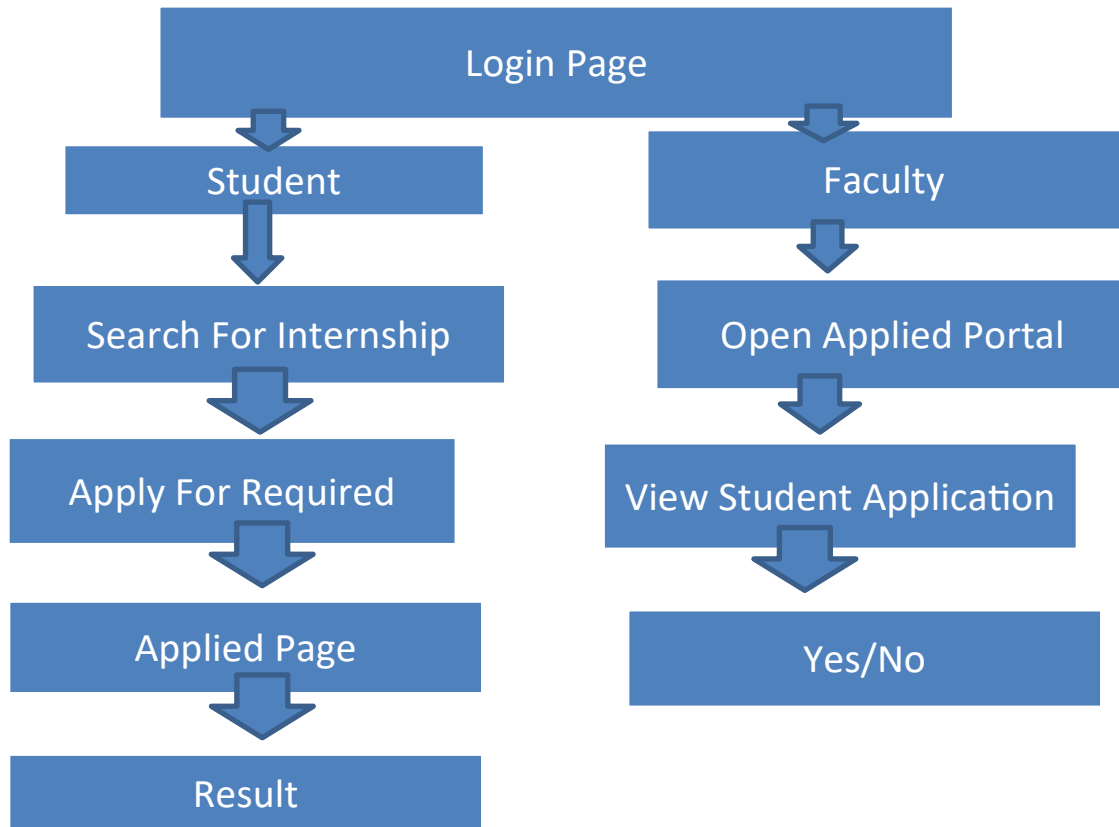 Login Page
Student
Faculty
Search For Internship
Open Applied Portal
Apply For Required
View Student Application
Applied Page
Yes/No
Result